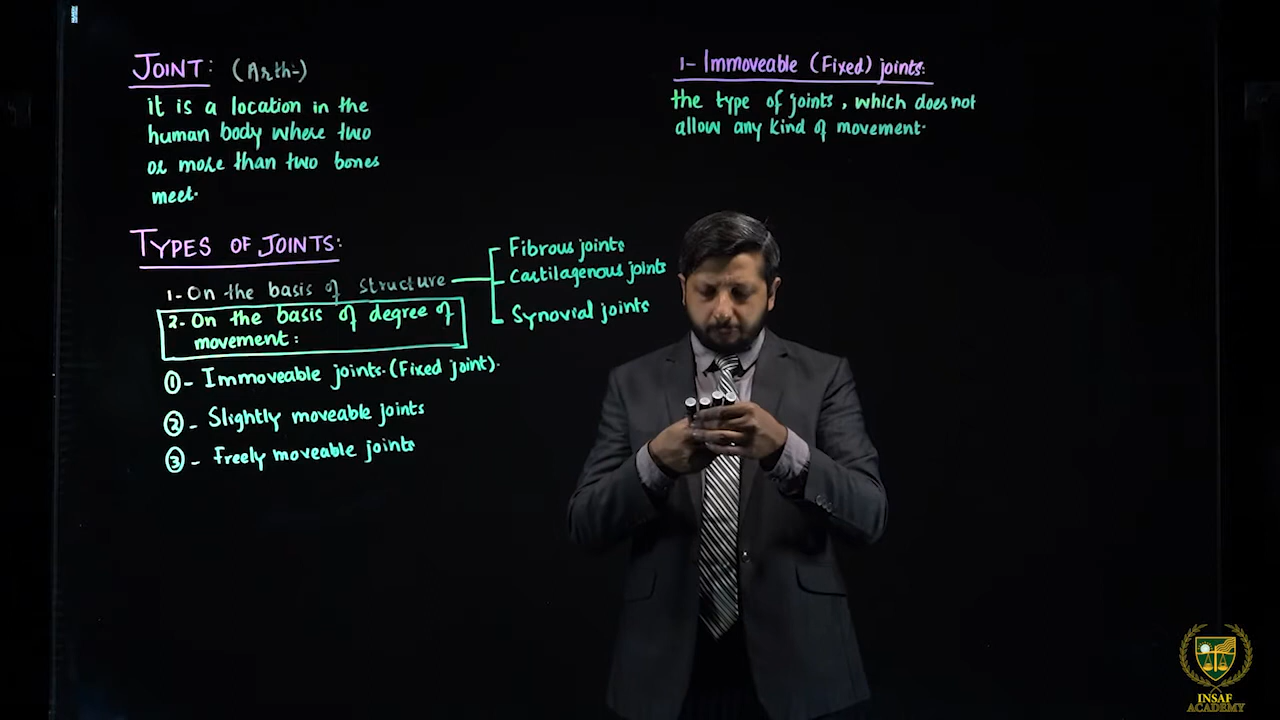 JOINT: (Arth-)
it is a location in the
human body where two
or more than two bones
meet.
TYPES OF JOINTS:
1- On the basis of structure
Fibrous joints
Cartilagenous joints
Synovial joints
2. On the basis of degree of
movement:
① - Immoveable joints. (Fixed joint).
② - Slightly moveable joints
③ - Freely moveable joints
1- Immoveable (Fixed) joints:
the type of joints, which does not
allow any kind of movement.
INSAF
ACADEMY